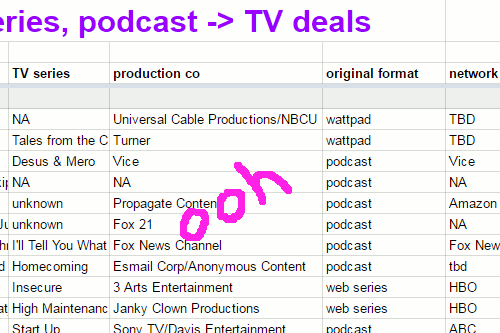 eries, podcast -> TV deals
TV series production co original format network
NA Universal Cable Productions/NBCU wattpad TBD
Tales from the C Turner wattpad TBD
Desus & Mero Vice podcast Vice
NA NA podcast NA
unknown Propagate Conten podcast Amazon
unknown Fox 21 podcast NA
I'll Tell You What Fox News Channel podcast Fox New
Homecoming Esmail Corp/Anonymous Content podcast tbd
Insecure 3 Arts Entertainment web series HBO
High Maintenanc Janky Clown Productions web series HBO
Start Up Sony TV/Davis Entertainment podcast ABC
ooh